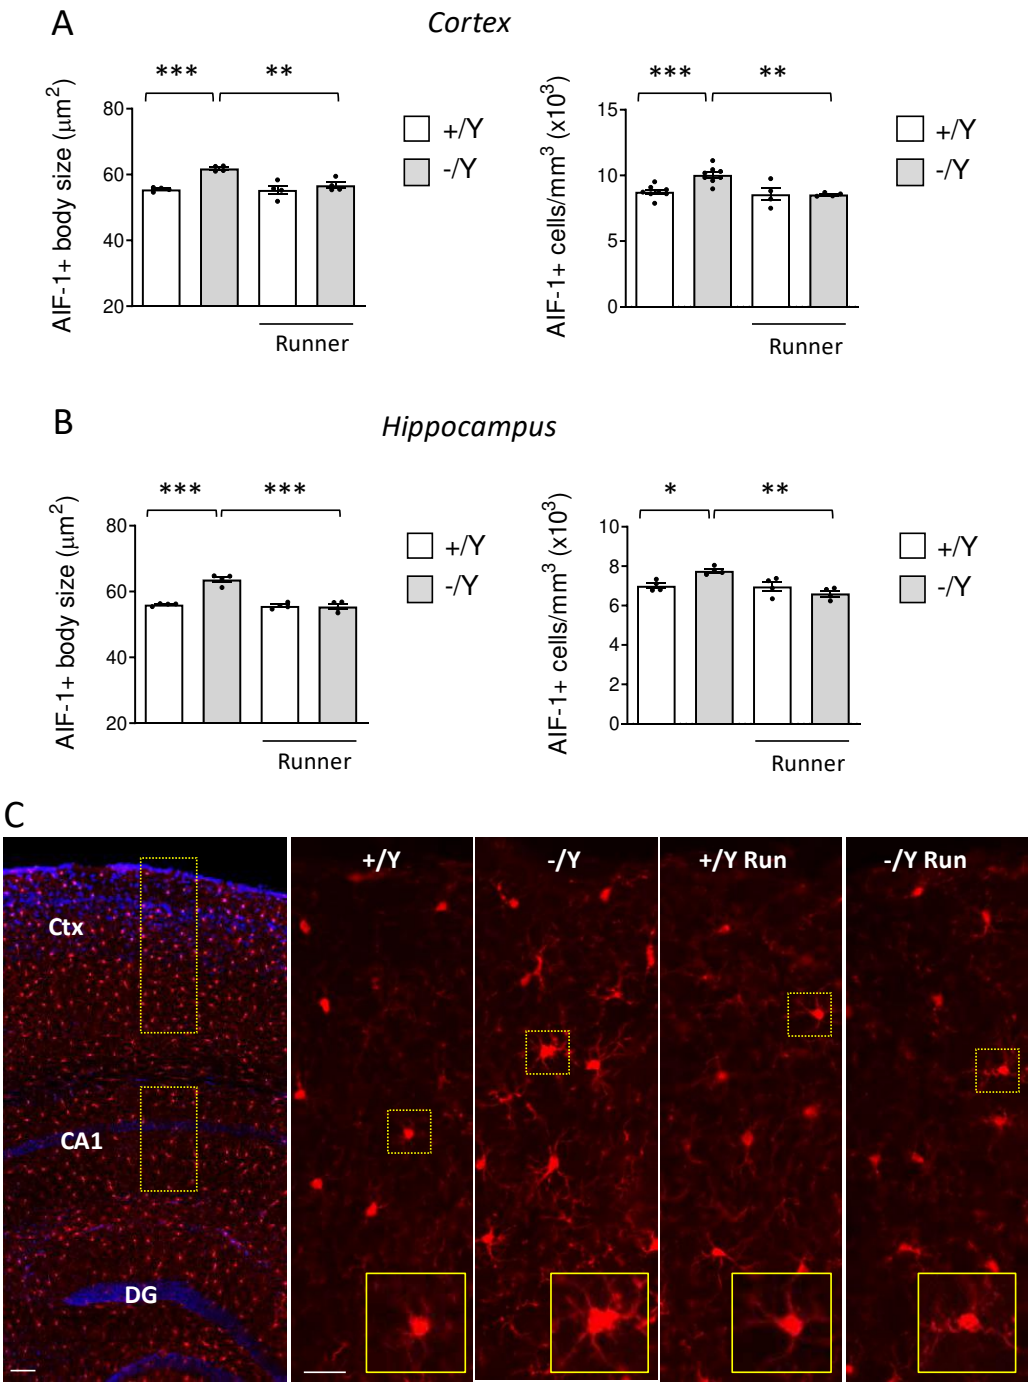 A
Cortex
*** **
*** **
AIF-1+ body size (μm²)
80
60
40
20
+/Y
-/Y
Runner
AIF-1+ cells/mm³ (x10³)
15
10
5
0
+/Y
-/Y
Runner
B
Hippocampus
*** ***
* **
AIF-1+ body size (μm²)
80
60
40
20
+/Y
-/Y
Runner
AIF-1+ cells/mm³ (x10³)
10
8
6
4
2
0
+/Y
-/Y
Runner
C
Ctx
CA1
DG
+/Y
-/Y
+/Y Run
-/Y Run